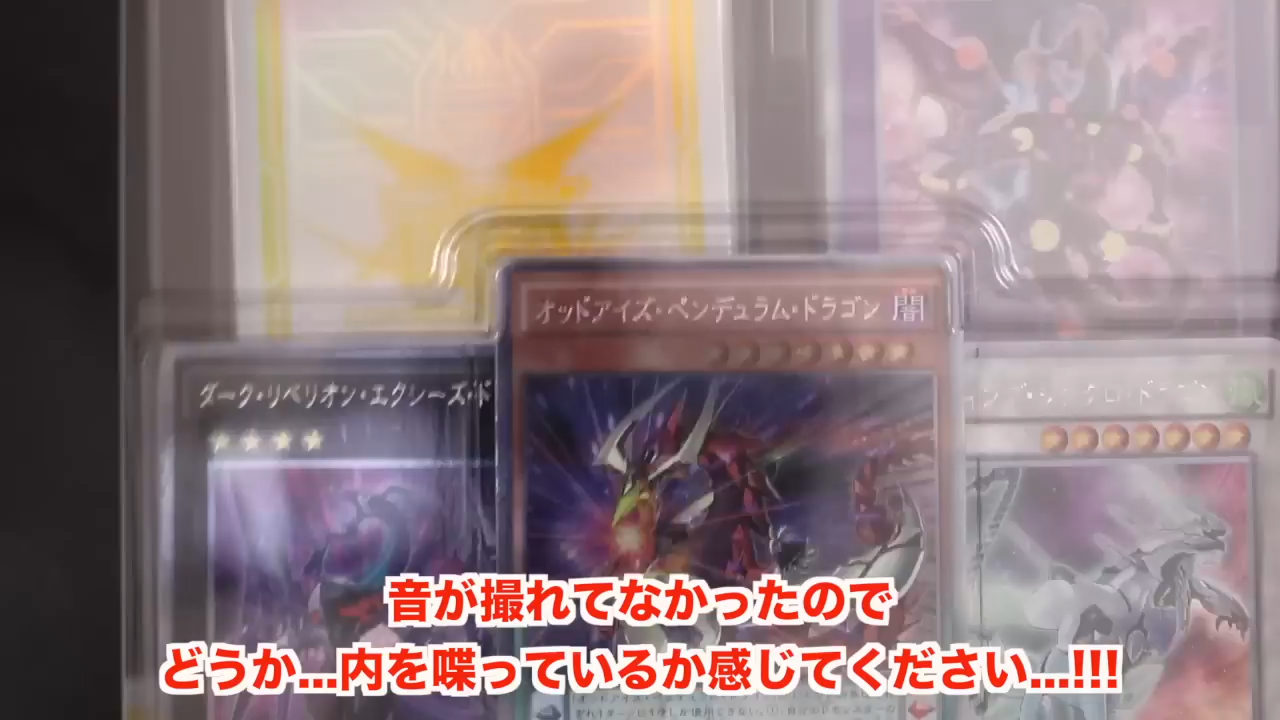 オッドアイズ・ペンデュラム・ドラゴン 闇
ダーク・リベリオン・エクシーズ・ド
音が撮れてなかったので
どうか...内を喋っているか感じてください...!!!